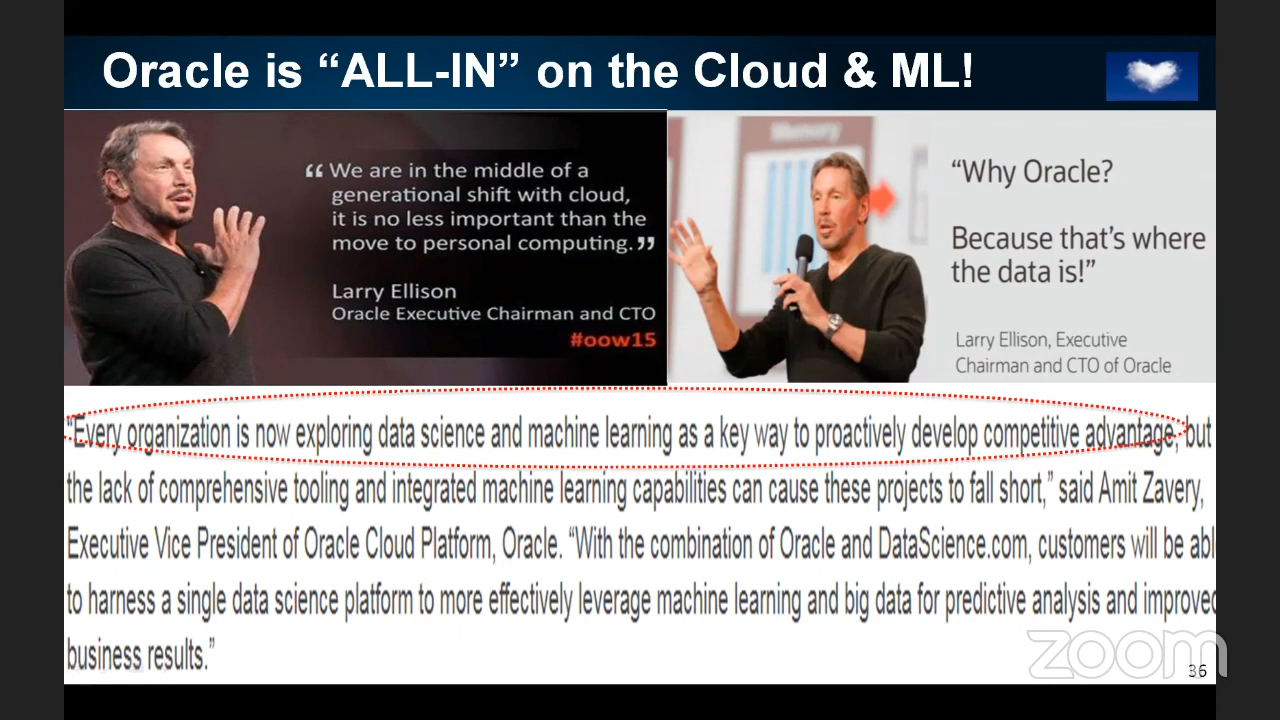 Oracle is “ALL-IN” on the Cloud & ML!
“ We are in the middle of a
generational shift with cloud,
it is no less important than the
move to personal computing.”
Larry Ellison
Oracle Executive Chairman and CTO
#oow15
Memory
“Why Oracle?
Because that’s where
the data is!”
Larry Ellison, Executive
Chairman and CTO of Oracle
“Every organization is now exploring data science and machine learning as a key way to proactively develop competitive advantage, but
the lack of comprehensive tooling and integrated machine learning capabilities can cause these projects to fall short,” said Amit Zavery,
Executive Vice President of Oracle Cloud Platform, Oracle. “With the combination of Oracle and DataScience.com, customers will be abl
to harness a single data science platform to more effectively leverage machine learning and big data for predictive analysis and improved
business results.”
zoom
36